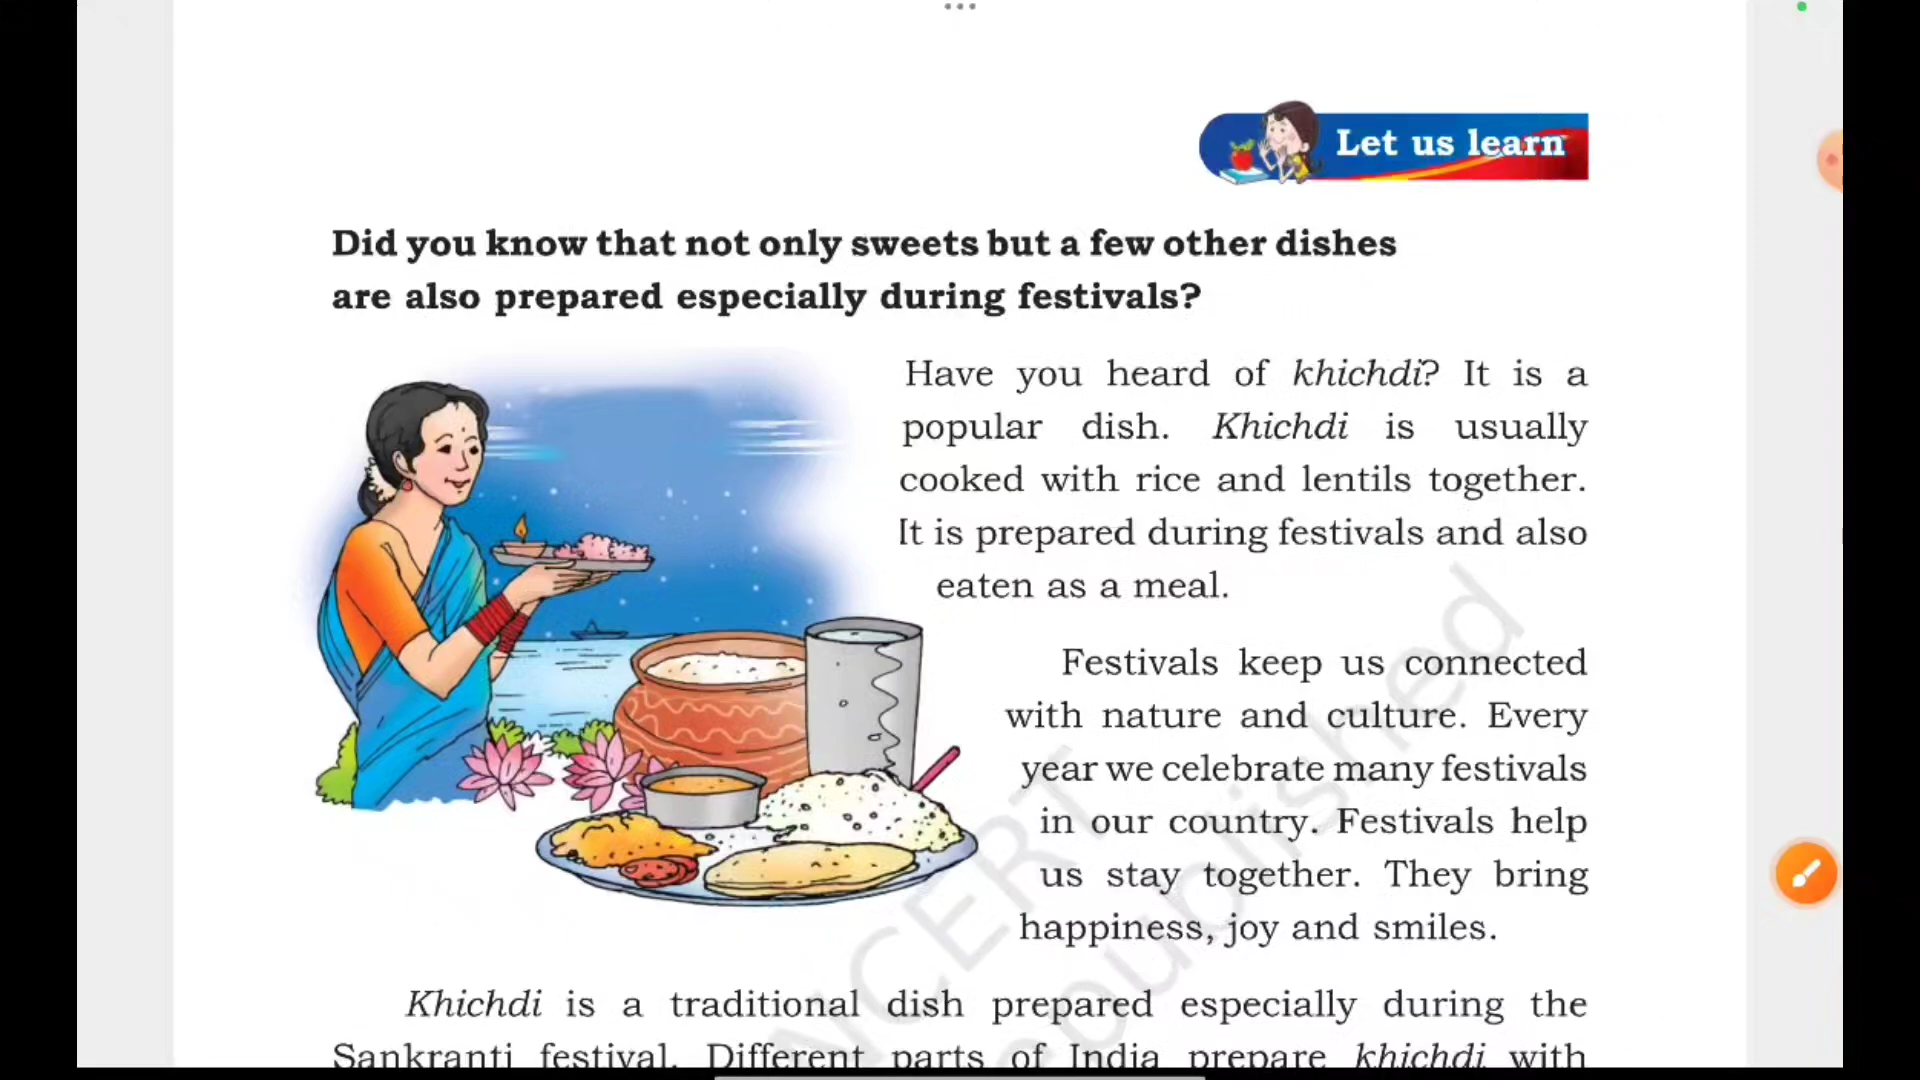 Let us learn
Did you know that not only sweets but a few other dishes
are also prepared especially during festivals?
Have you heard of khichdi? It is a
popular dish. Khichdi is usually
cooked with rice and lentils together.
It is prepared during festivals and also
eaten as a meal.
Festivals keep us connected
with nature and culture. Every
year we celebrate many festivals
in our country. Festivals help
us stay together. They bring
happiness, joy and smiles.
Khichdi is a traditional dish prepared especially during the
Sankranti festival. Different parts of India prepare khichdi with
NCERT